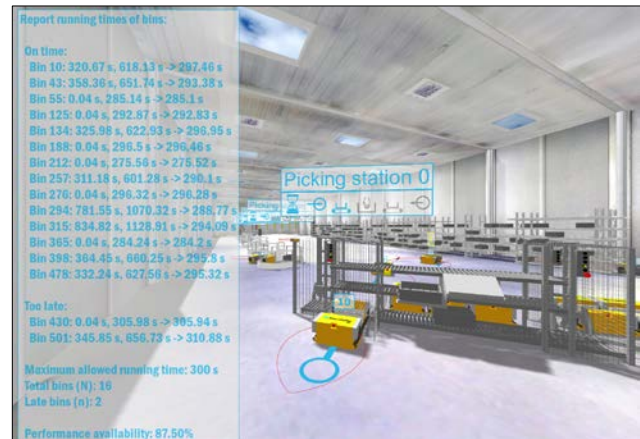 Report running times of bins:
On time:
Bin 10: 320.67 s, 618.13 s -> 297.46 s
Bin 43: 358.36 s, 651.74 s -> 293.38 s
Bin 55: 0.04 s, 285.14 s -> 285.1 s
Bin 125: 0.04 s, 292.87 s -> 292.83 s
Bin 134: 325.98 s, 622.93 s -> 296.95 s
Bin 188: 0.04 s, 296.5 s -> 296.46 s
Bin 212: 0.04 s, 275.56 s -> 275.52 s
Bin 257: 311.18 s, 601.28 s -> 290.1 s
Bin 276: 0.04 s, 296.32 s -> 296.28 s
Bin 294: 781.55 s, 1070.32 s -> 288.77 s
Bin 315: 834.82 s, 1128.91 s -> 294.09 s
Bin 365: 0.04 s, 284.24 s -> 284.2 s
Bin 398: 364.45 s, 660.25 s -> 295.8 s
Bin 478: 332.24 s, 627.56 s -> 295.32 s
Too late:
Bin 430: 0.04 s, 305.98 s -> 305.94 s
Bin 501: 345.85 s, 656.73 s -> 310.88 s
Maximum allowed running time: 300 s
Total bins (N): 16
Late bins (n): 2
Performance availability: 87.50%
Picking station 0
Picking
10